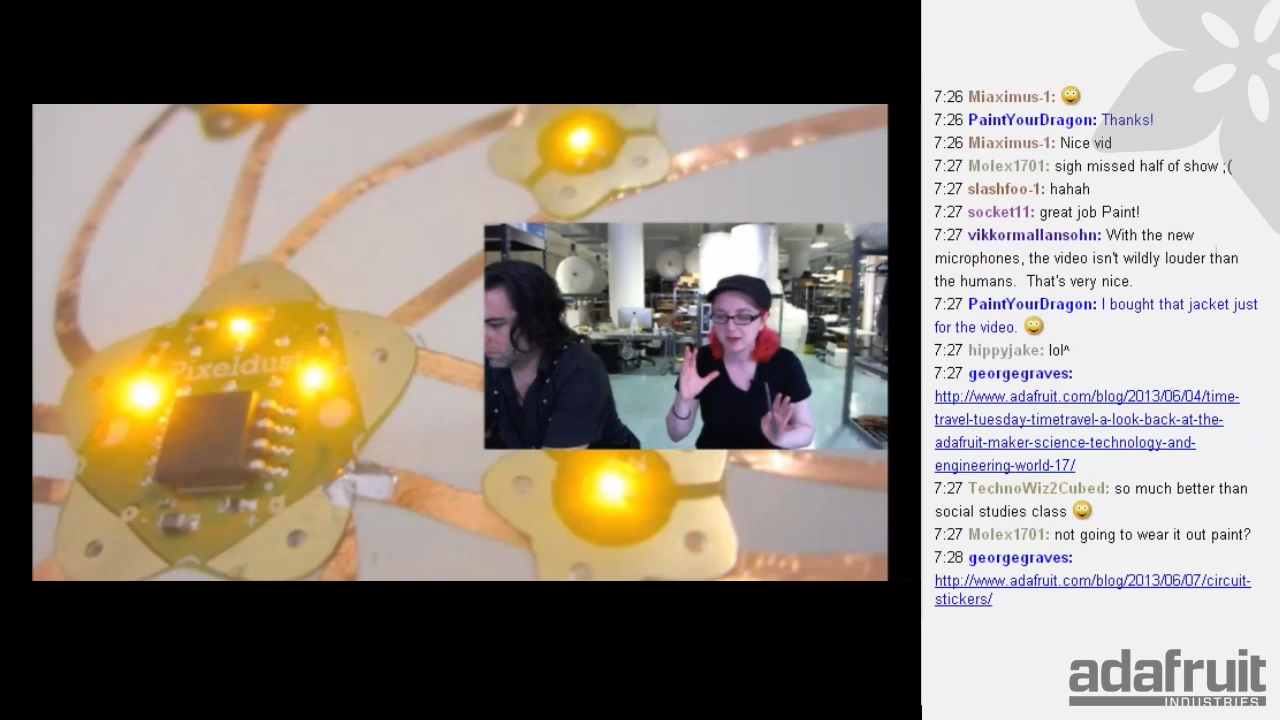 Pixeldust
7:26 Miaximus-1:
7:26 PaintYourDragon: Thanks!
7:26 Miaximus-1: Nice vid
7:27 Molex1701: sigh missed half of show ;(
7:27 slashfoo-1: hahah
7:27 socket11: great job Paint!
7:27 vikkormallansohn: With the new
microphones, the video isn't wildly louder than
the humans. That's very nice.
7:27 PaintYourDragon: I bought that jacket just
for the video.
7:27 hippyjake: lol^
7:27 georgegraves:
http://www.adafruit.com/blog/2013/06/04/time-
travel-tuesday-timetravel-a-look-back-at-the-
adafruit-maker-science-technology-and-
engineering-world-17/
7:27 TechnoWiz2Cubed: so much better than
social studies class
7:27 Molex1701: not going to wear it out paint?
7:28 georgegraves:
http://www.adafruit.com/blog/2013/06/07/circuit-
stickers/
adafruit
INDUSTRIES